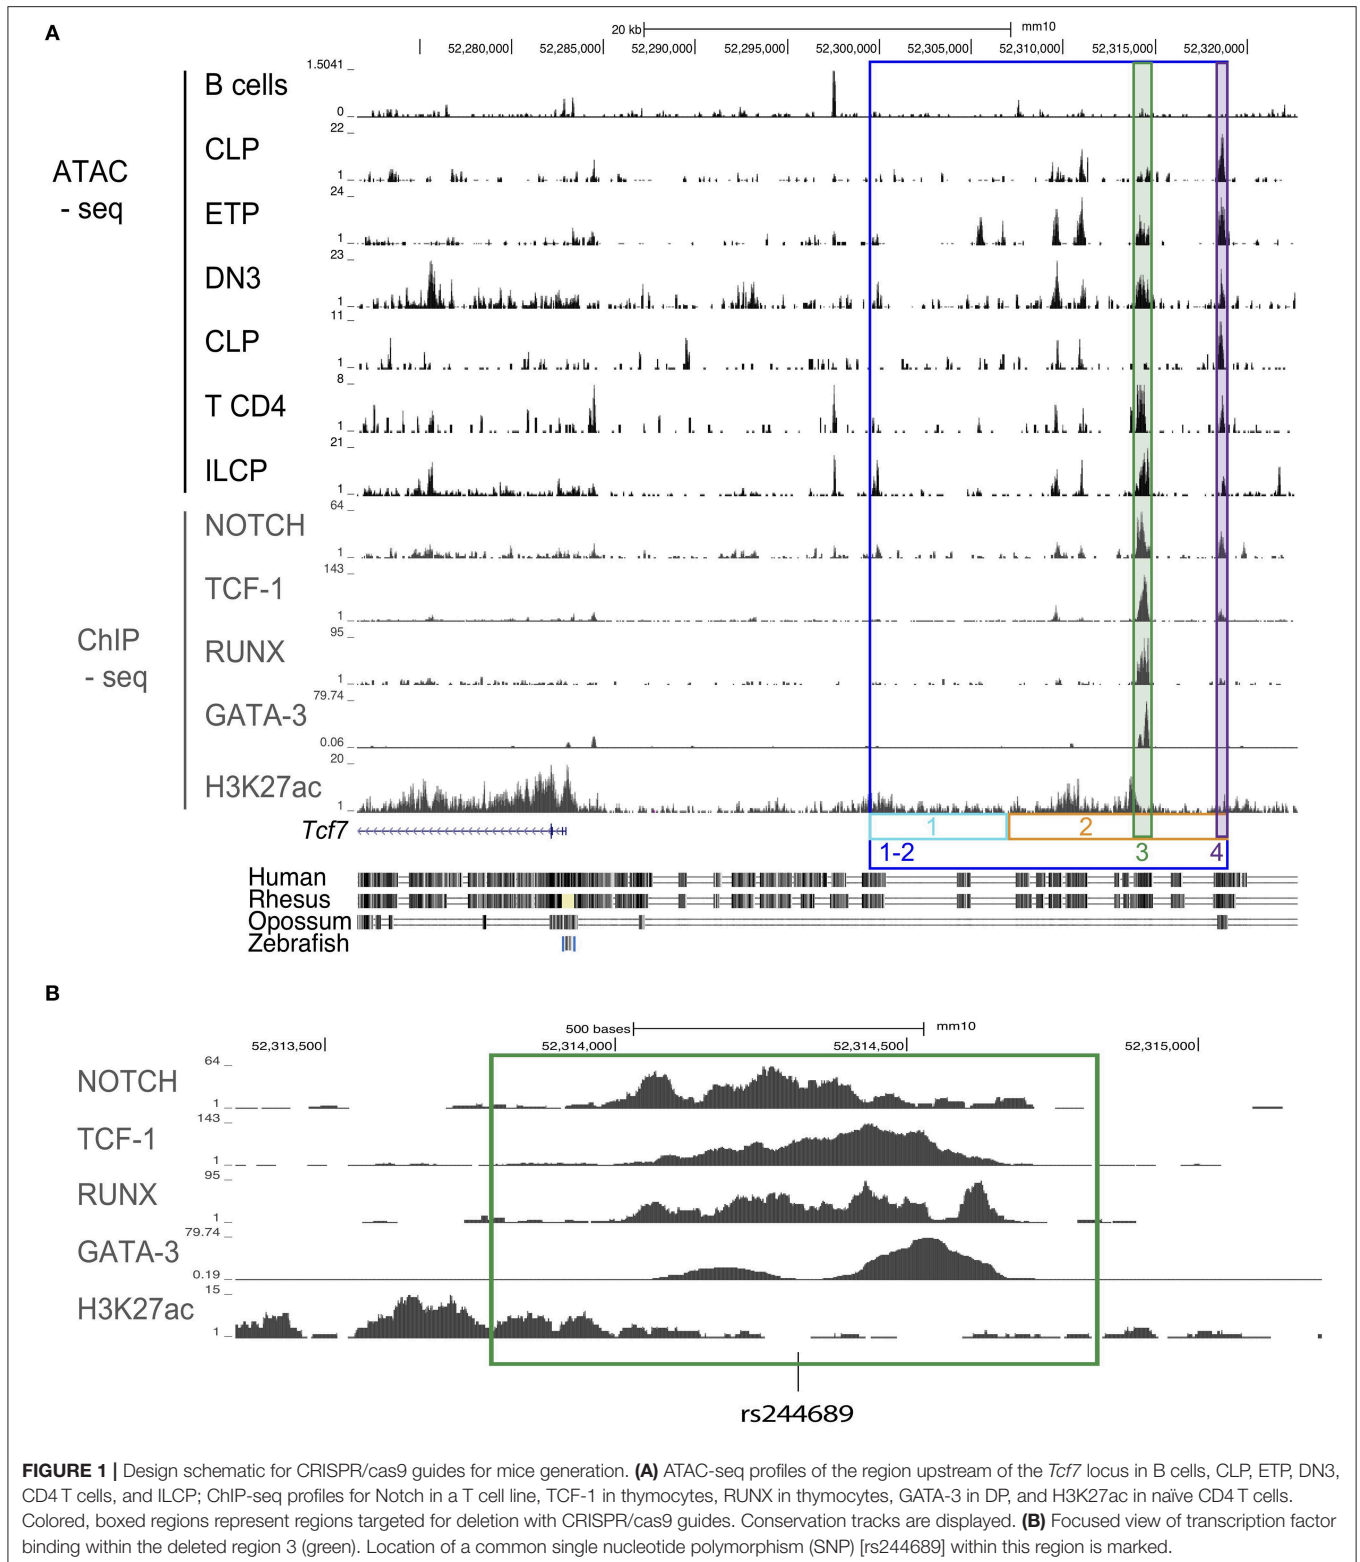 A
20 kb
mm10
52,280,000
52,285,000
52,290,000
52,295,000
52,300,000
52,305,000
52,310,000
52,315,000
52,320,000
ATAC
- seq
1.5041
B cells
0
22
CLP
1
24
ETP
1
23
DN3
1
11
CLP
1
8
T CD4
1
21
ILCP
1
ChIP
- seq
64
NOTCH
1
143
TCF-1
1
95
RUNX
1
79.74
GATA-3
0.06
20
H3K27ac
1
Tcf7
1
2
1-2
3
4
Human
Rhesus
Opossum
Zebrafish
B
500 bases
mm10
52,313,500
52,314,000
52,314,500
52,315,000
64
NOTCH
1
143
TCF-1
1
95
RUNX
1
79.74
GATA-3
0.19
15
H3K27ac
1
rs244689
FIGURE 1 | Design schematic for CRISPR/cas9 guides for mice generation. (A) ATAC-seq profiles of the region upstream of the Tcf7 locus in B cells, CLP, ETP, DN3,
CD4 T cells, and ILCP; ChIP-seq profiles for Notch in a T cell line, TCF-1 in thymocytes, RUNX in thymocytes, GATA-3 in DP, and H3K27ac in naïve CD4 T cells.
Colored, boxed regions represent regions targeted for deletion with CRISPR/cas9 guides. Conservation tracks are displayed. (B) Focused view of transcription factor
binding within the deleted region 3 (green). Location of a common single nucleotide polymorphism (SNP) [rs244689] within this region is marked.